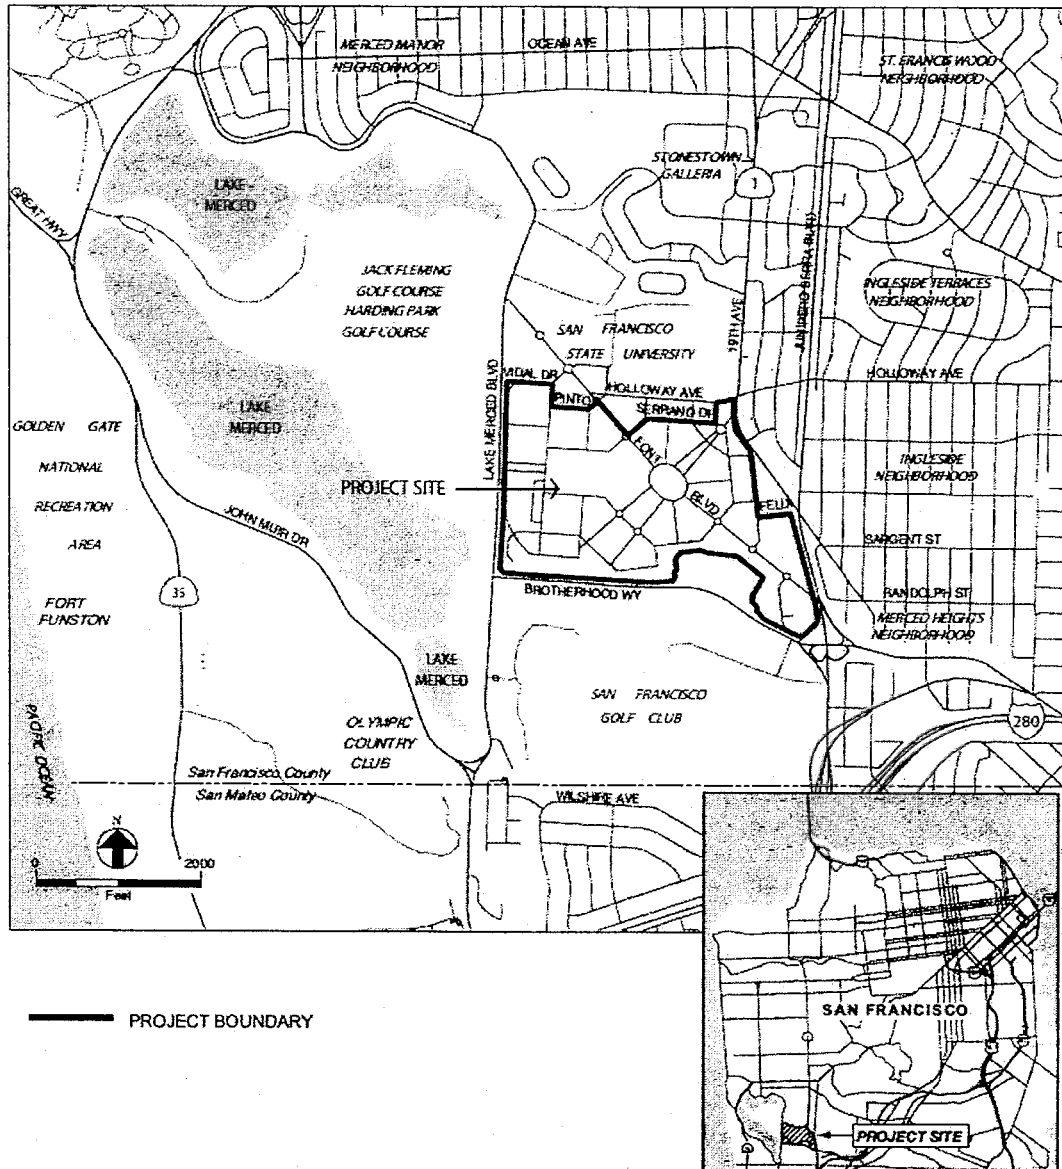 MERCED MANOR
NEIGHBORHOOD
OCEAN AVE
ST. FRANCIS WOOD
NEIGHBORHOOD
STONESTOWN
GALLERIA
1
LAKE
MERCED
GREAT HWY
JUNIPERO SERRA BLVD
JACK FLEMING
GOLF COURSE
HARDING PARK
GOLF COURSE
INGLESIDE TERRACES
NEIGHBORHOOD
19TH AVE
SAN FRANCISCO
STATE UNIVERSITY
LAKE MERCED BLVD
VIDAL DR
HOLLOWAY AVE
HOLLOWAY AVE
PINTO
SERRANO DR
LAKE
MERCED
GOLDEN GATE
NATIONAL
RECREATION
AREA
FONT
BLVD
INGLESIDE
NEIGHBORHOOD
PROJECT SITE
FELIX
JOHN MUIR DR
SARGENT ST
35
BROTHERHOOD WY
RANDOLPH ST
FORT
FUNSTON
MERCED HEIGHTS
NEIGHBORHOOD
LAKE
MERCED
SAN FRANCISCO
GOLF CLUB
OLYMPIC
COUNTRY
CLUB
280
PACIFIC OCEAN
San Francisco County
San Mateo County
WILSHIRE AVE
N
0
2000
Feet
PROJECT BOUNDARY
SAN FRANCISCO
PROJECT SITE